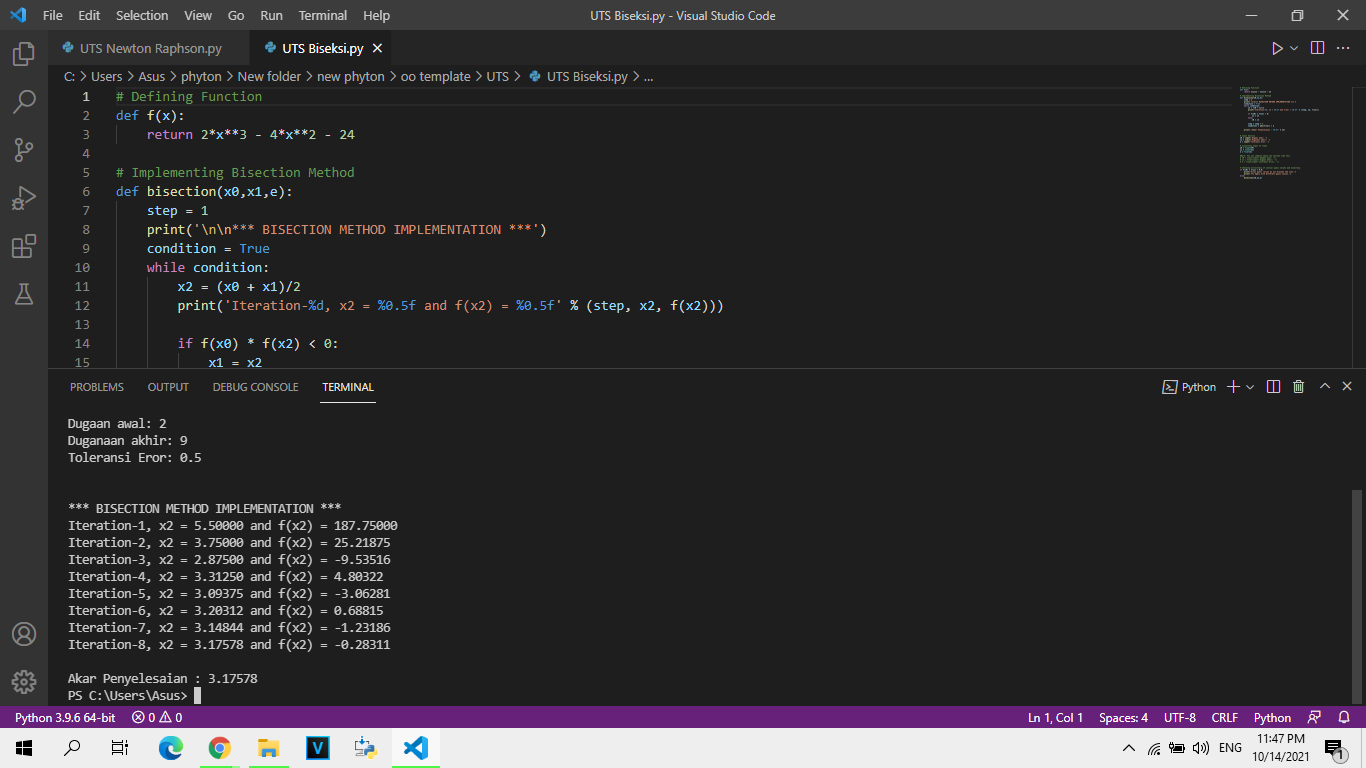 File Edit Selection View Go Run Terminal Help UTS Biseksi.py - Visual Studio Code
UTS Newton Raphson.py UTS Biseksi.py
C: > Users > Asus > phyton > New folder > new phyton > oo template > UTS > UTS Biseksi.py > ...
1 # Defining Function
2 def f(x):
3 return 2*x**3 - 4*x**2 - 24
4
5 # Implementing Bisection Method
6 def bisection(x0,x1,e):
7 step = 1
8 print('\n\n*** BISECTION METHOD IMPLEMENTATION ***')
9 condition = True
10 while condition:
11 x2 = (x0 + x1)/2
12 print('Iteration-%d, x2 = %0.5f and f(x2) = %0.5f' % (step, x2, f(x2)))
13
14 if f(x0) * f(x2) < 0:
15 x1 = x2
PROBLEMS OUTPUT DEBUG CONSOLE TERMINAL Python
Dugaan awal: 2
Duganaan akhir: 9
Toleransi Eror: 0.5
*** BISECTION METHOD IMPLEMENTATION ***
Iteration-1, x2 = 5.50000 and f(x2) = 187.75000
Iteration-2, x2 = 3.75000 and f(x2) = 25.21875
Iteration-3, x2 = 2.87500 and f(x2) = -9.53516
Iteration-4, x2 = 3.31250 and f(x2) = 4.80322
Iteration-5, x2 = 3.09375 and f(x2) = -3.06281
Iteration-6, x2 = 3.20312 and f(x2) = 0.68815
Iteration-7, x2 = 3.14844 and f(x2) = -1.23186
Iteration-8, x2 = 3.17578 and f(x2) = -0.28311
Akar Penyelesaian : 3.17578
PS C:\Users\Asus>
Python 3.9.6 64-bit 0 0 Ln 1, Col 1 Spaces: 4 UTF-8 CRLF Python
ENG 11:47 PM
10/14/2021 1